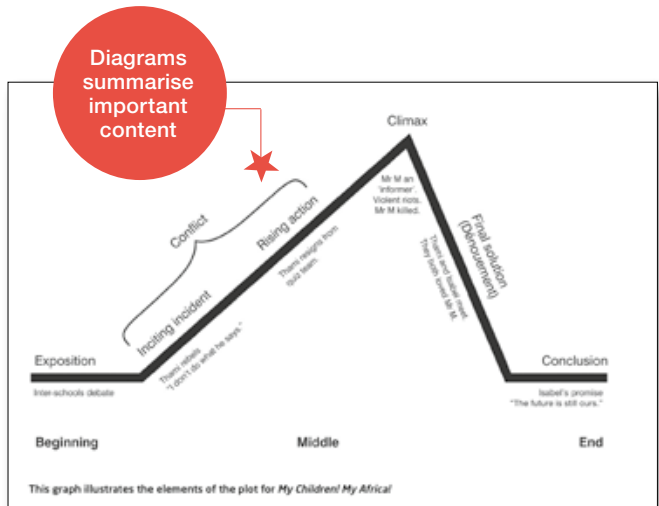 Diagrams
summarise
important
content
Climax
Mr M an
'informer'.
Violent riots.
Mr M killed.
Conflict
Rising action
Thami resigns from
quiz team.
Final solution
(Dénouement)
Thami and Isabel meet.
They both loved Mr M.
Inciting incident
Thami rebels
"I don't do what he says."
Exposition
Inter-schools debate
Conclusion
Isabel's promise
"The future is still ours."
Beginning
Middle
End
This graph illustrates the elements of the plot for My Children! My Africa!